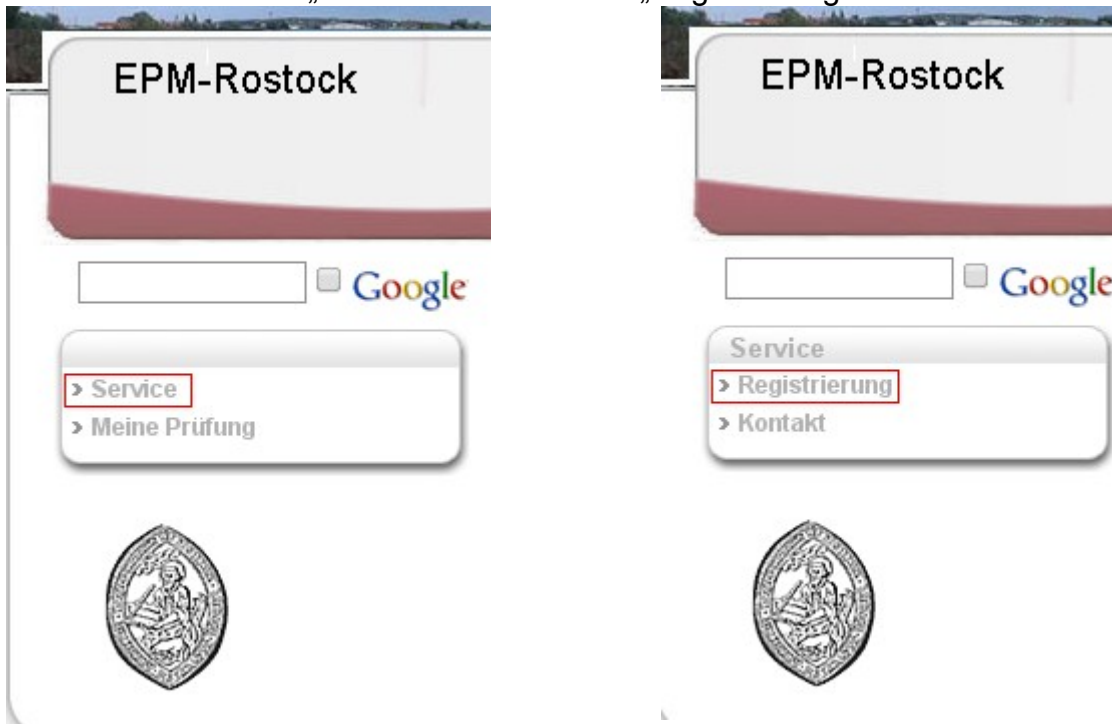 EPM-Rostock
Google
Service
Meine Prüfung
EPM-Rostock
Google
Service
Registrierung
Kontakt